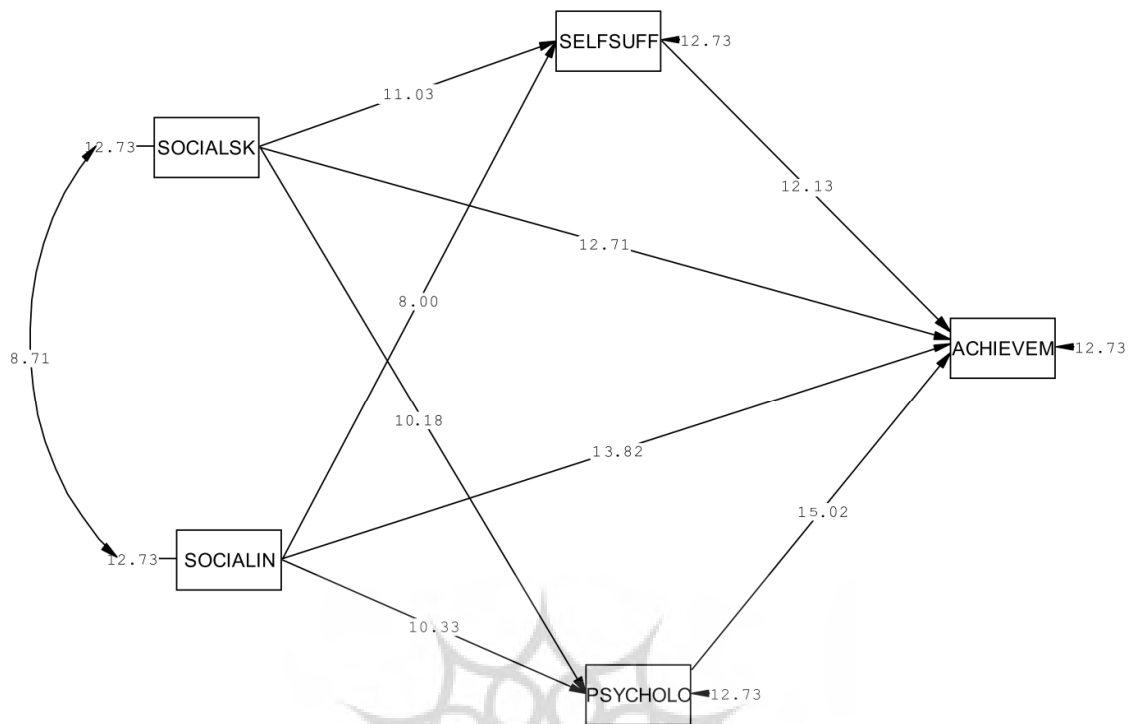 SELFSUFF
12.73
11.03
12.73
SOCIALSK
12.13
12.71
8.00
8.71
ACHIEVEM
12.73
10.18
13.82
15.02
12.73
SOCIALIN
10.33
PSYCHOLO
12.73